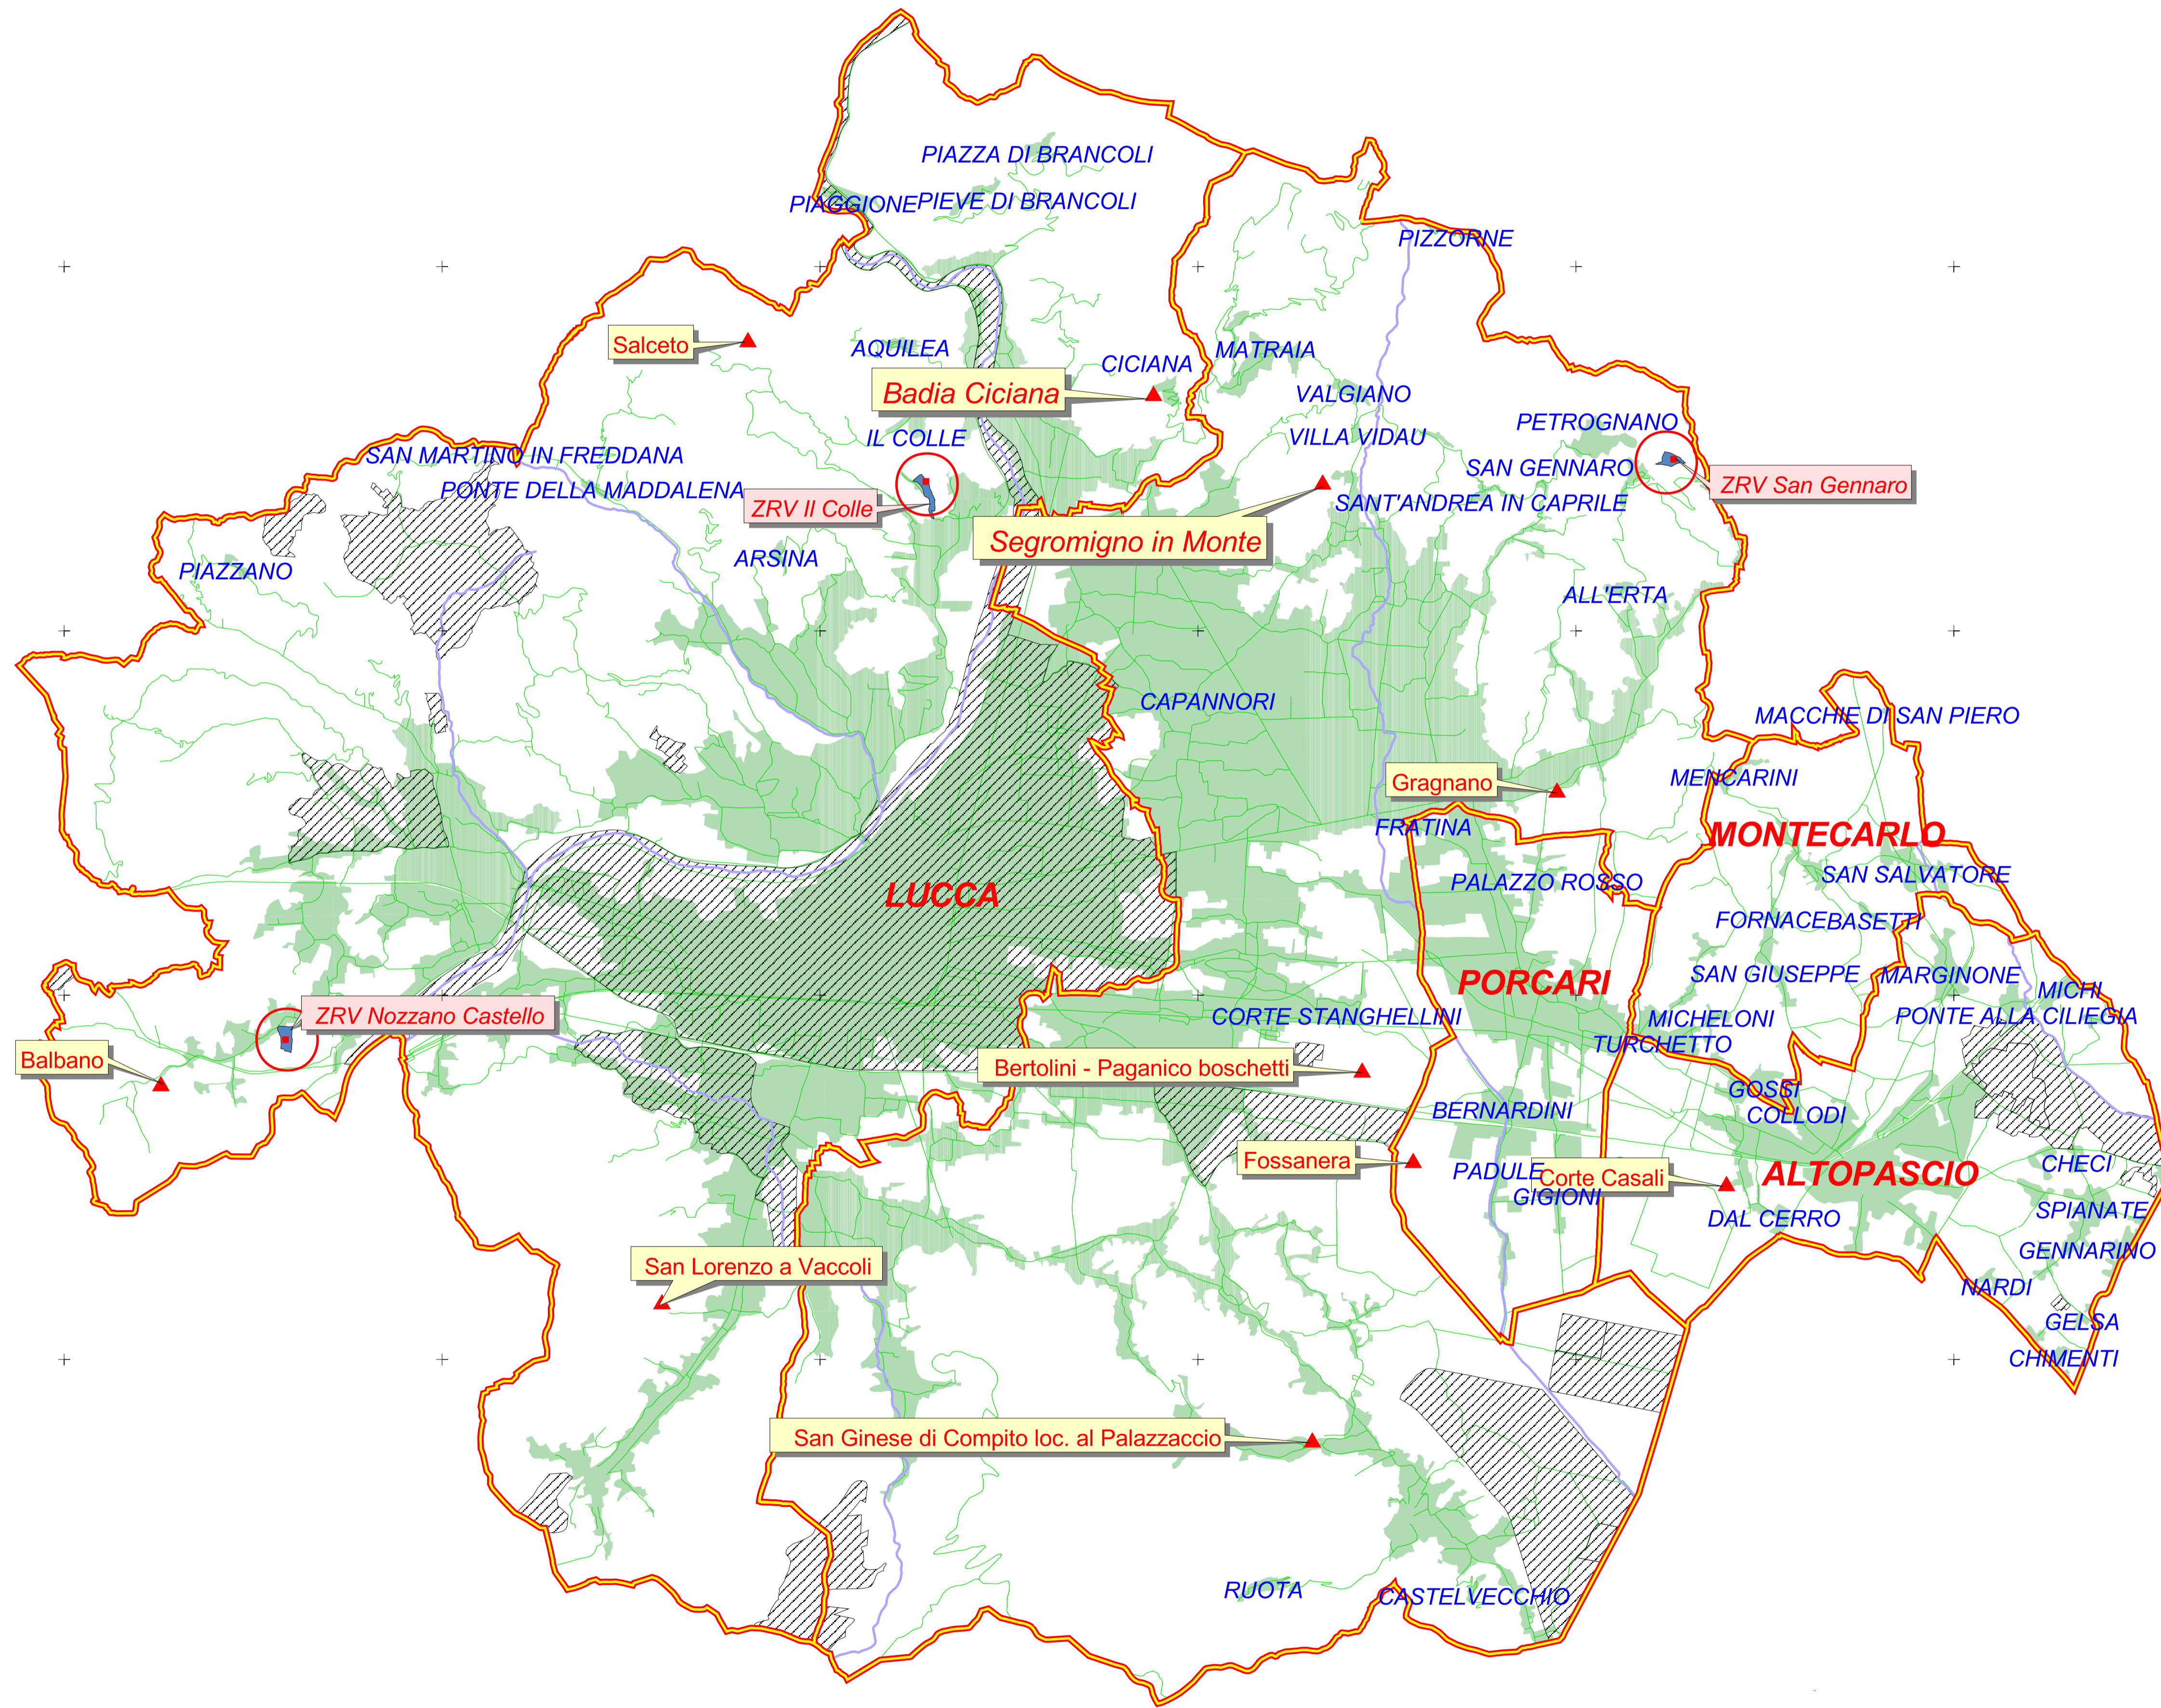 PIAZZA DI BRANCOLI
PIAGGIONE
PIEVE DI BRANCOLI
PIZZORNE
Salceto
AQUILEA
MATRAIA
CICIANA
Badia Ciciana
VALGIANO
PETROGNANO
IL COLLE
VILLA VIDAU
SAN MARTINO IN FREDDANA
SAN GENNARO
ZRV San Gennaro
PONTE DELLA MADDALENA
ZRV Il Colle
SANT'ANDREA IN CAPRILE
Segromigno in Monte
ARSINA
PIAZZANO
ALL'ERTA
CAPANNORI
MACCHIE DI SAN PIERO
MENCARINI
Gragnano
FRATINA
MONTECARLO
SAN SALVATORE
PALAZZO ROSSO
LUCCA
FORNACE
BASETTI
SAN GIUSEPPE
MARGINONE
PORCARI
MICHI
ZRV Nozzano Castello
CORTE STANGHELLINI
MICHELONI
PONTE ALLA CILIEGIA
TURCHETTO
Balbano
Bertolini - Paganico boschetti
GOSSI
BERNARDINI
COLLODI
Fossanera
CHECI
PADULE
Corte Casali
ALTOPASCIO
GIGIONI
DAL CERRO
SPIANATE
GENNARINO
San Lorenzo a Vaccoli
NARDI
GELSA
CHIMENTI
San Ginese di Compito loc. al Palazzaccio
RUOTA
CASTELVECCHIO